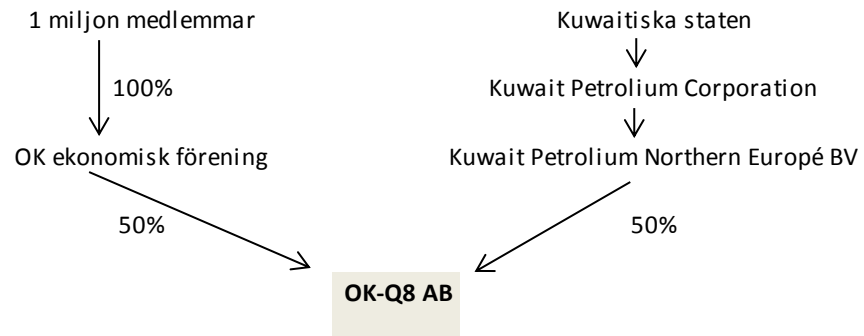 1 miljon medlemmar
Kuwaitiska staten
100%
Kuwait Petrolium Corporation
OK ekonomisk förening
Kuwait Petrolium Northern Europé BV
50%
50%
OK-Q8 AB